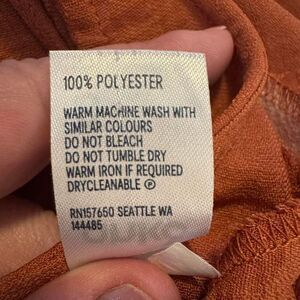 100% POLYESTER
WARM MACHINE WASH WITH
SIMILAR COLOURS
DO NOT BLEACH
DO NOT TUMBLE DRY
WARM IRON IF REQUIRED
DRYCLEANABLE Ⓟ
RN157650 SEATTLE WA
144485